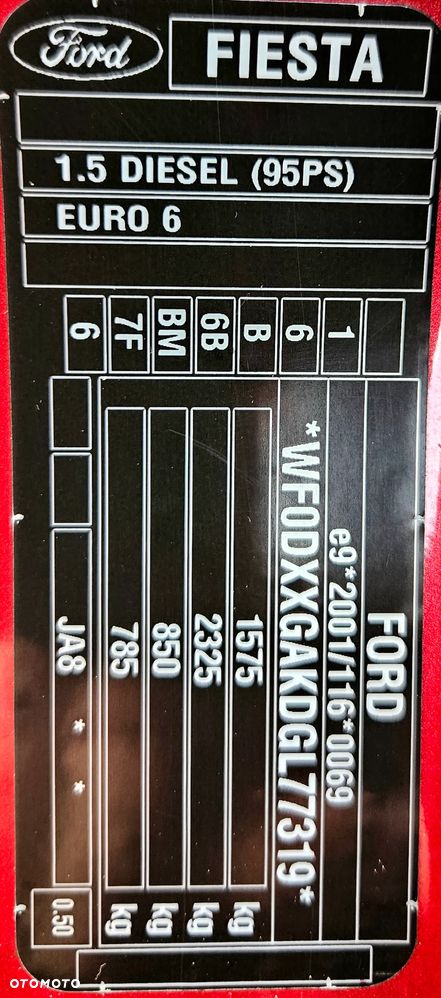 Ford
FIESTA
1.5 DIESEL (95PS)
EURO 6
1
6
B
6B
BM
7F
6
FORD
e9*2001/116*0069
*WF0DXXGAKDGL77319*
1575 kg
2325 kg
850 kg
785 kg
JA8 * *
0.50
OTOMOTO